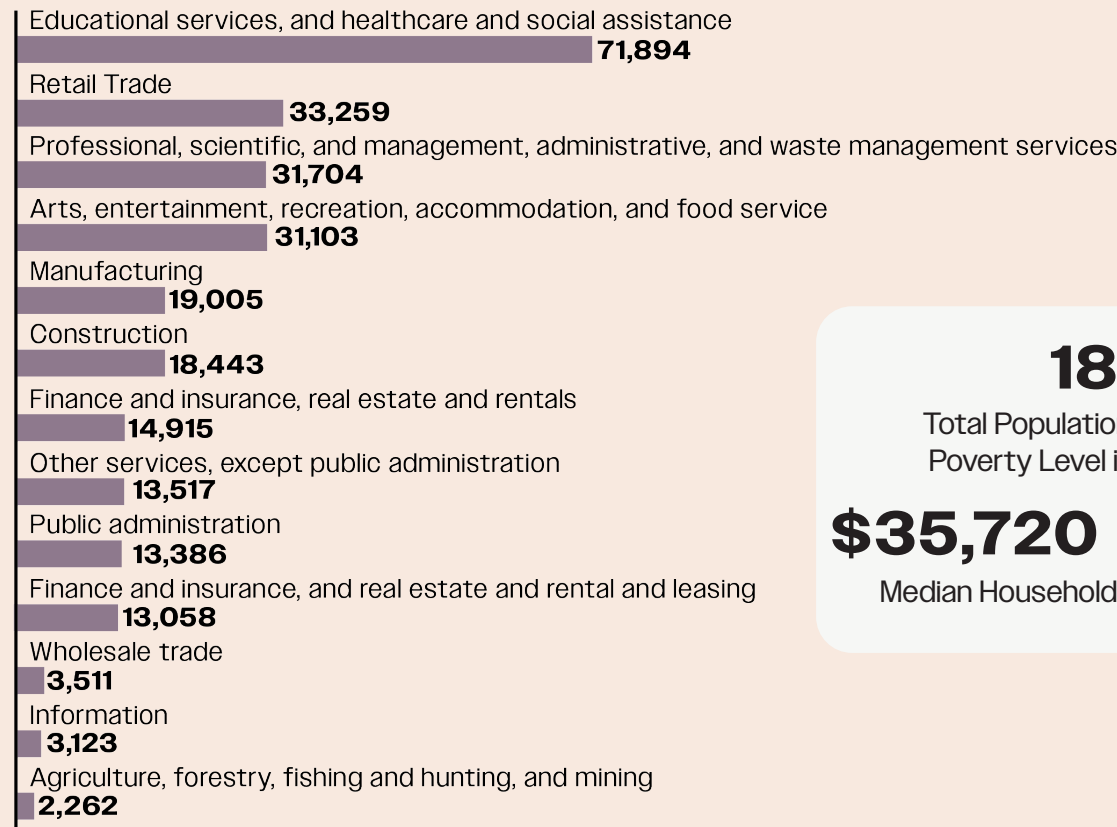 Educational services, and healthcare and social assistance
71,894
Retail Trade
33,259
Professional, scientific, and management, administrative, and waste management services
31,704
Arts, entertainment, recreation, accommodation, and food service
31,103
Manufacturing
19,005
Construction
18,443
Finance and insurance, real estate and rentals
14,915
Other services, except public administration
13,517
Public administration
13,386
Finance and insurance, and real estate and rental and leasing
13,058
Wholesale trade
3,511
Information
3,123
Agriculture, forestry, fishing and hunting, and mining
2,262
18
Total
Poverty Level
$35,720
Median Household